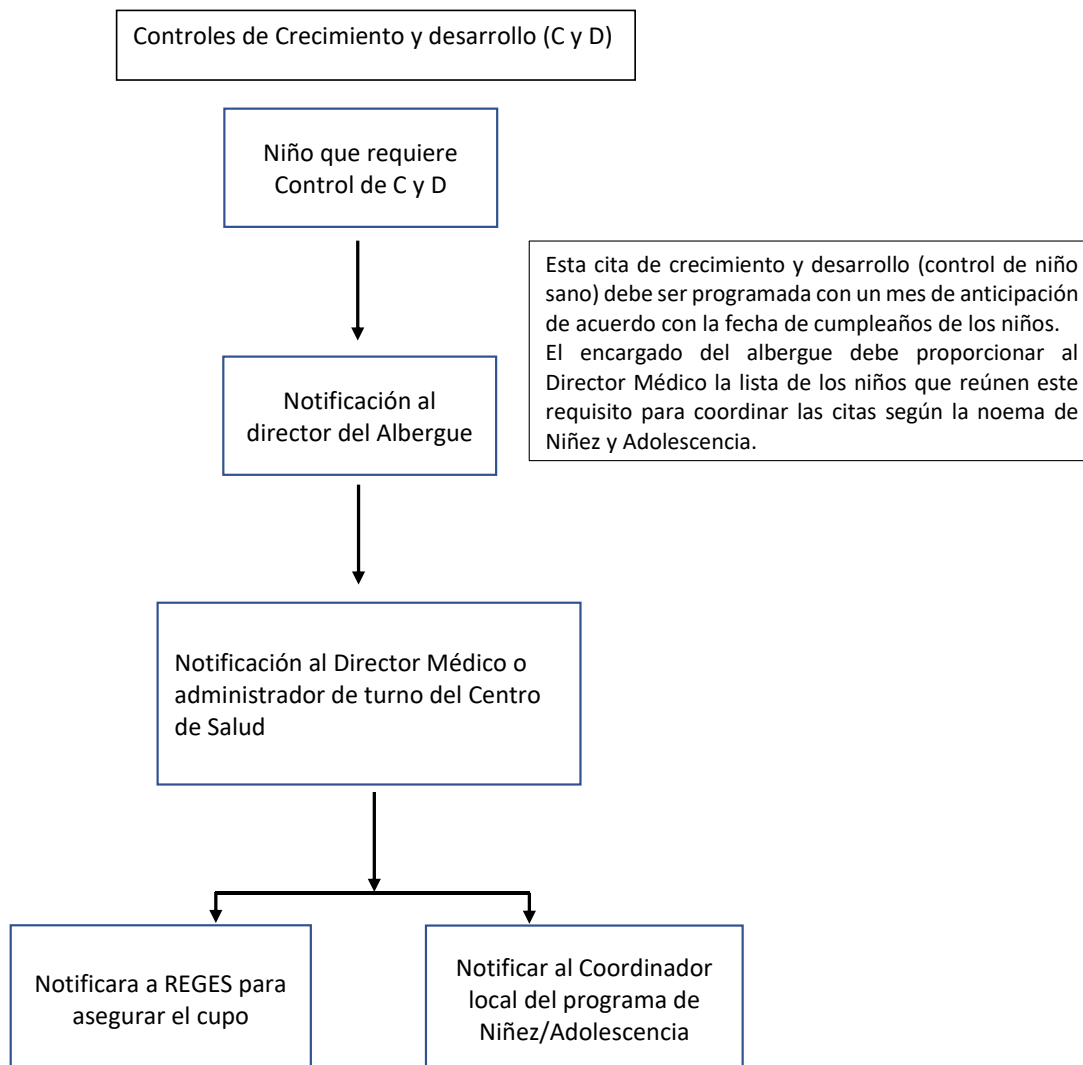 Controles de Crecimiento y desarrollo (C y D)
Niño que requiere
Control de C y D
Esta cita de crecimiento y desarrollo (control de niño
sano) debe ser programada con un mes de anticipación
de acuerdo con la fecha de cumpleaños de los niños.
El encargado del albergue debe proporcionar al
Director Médico la lista de los niños que reúnen este
requisito para coordinar las citas según la noema de
Niñez y Adolescencia.
Notificación al
director del Albergue
Notificación al Director Médico o
administrador de turno del Centro
de Salud
Notificara a REGES para
asegurar el cupo
Notificar al Coordinador
local del programa de
Niñez/Adolescencia